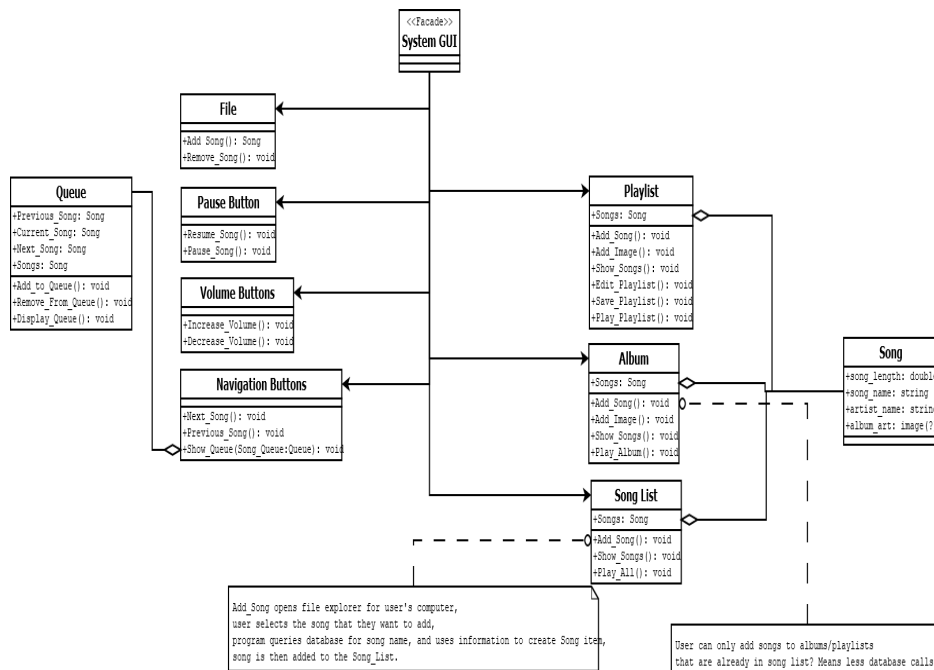 <<Facade>>
System GUI
File
+Add Song(): Song
+Remove_Song(): void
Queue
+Previous_Song: Song
+Current_Song: Song
+Next_Song: Song
+Songs: Song
+Add_to_Queue(): void
+Remove_From_Queue(): void
+Display_Queue(): void
Pause Button
+Resume_Song(): void
+Pause_Song(): void
Volume Buttons
+Increase_Volume(): void
+Decrease_Volume(): void
Navigation Buttons
+Next_Song(): void
+Previous_Song(): void
+Show_Queue(Song_Queue:Queue): void
Playlist
+Songs: Song
+Add_Song(): void
+Add_Image(): void
+Show_Songs(): void
+Edit_Playlist(): void
+Save_Playlist(): void
+Play_Playlist(): void
Album
+Songs: Song
+Add_Song(): void
+Add_Image(): void
+Show_Songs(): void
+Play_Album(): void
Song
+song_length: double
+song_name: string
+artist_name: string
+album_art: image(?
Song List
+Songs: Song
+Add_Song(): void
+Show_Songs(): void
+Play_All(): void
Add_Song opens file explorer for user's computer,
user selects the song that they want to add,
program queries database for song name, and uses information to create Song item,
song is then added to the Song_List.
User can only add songs to albums/playlists
that are already in song list? Means less database calls